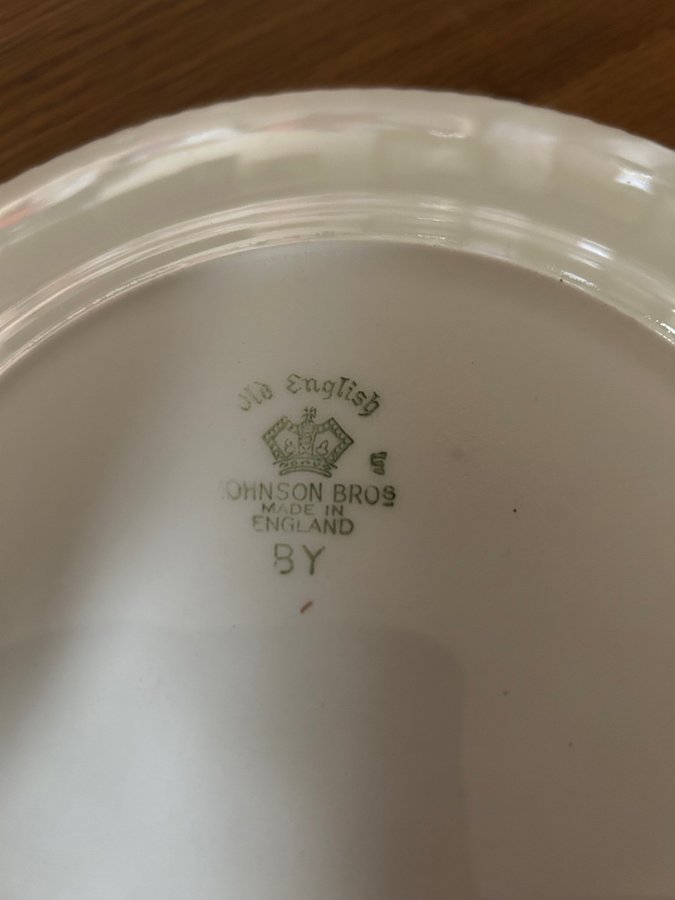 Old English
JOHNSON BROS
MADE IN
ENGLAND
BY